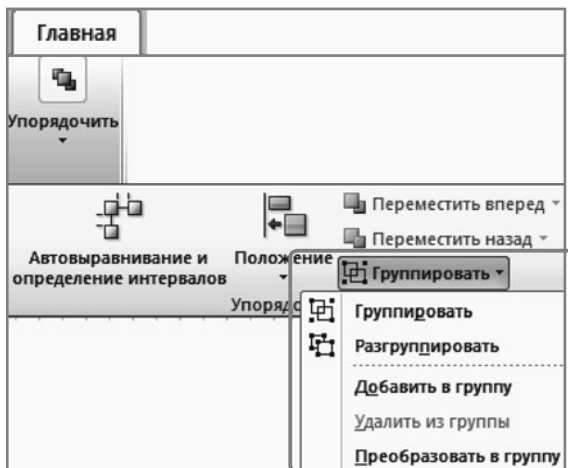 Главная
Упорядочить
Переместить вперед
Переместить назад
Автовыравнивание и
определение интервалов
Положение
Группировать
Упорядо
Группировать
Разгруппировать
Добавить в группу
Удалить из группы
Преобразовать в группу